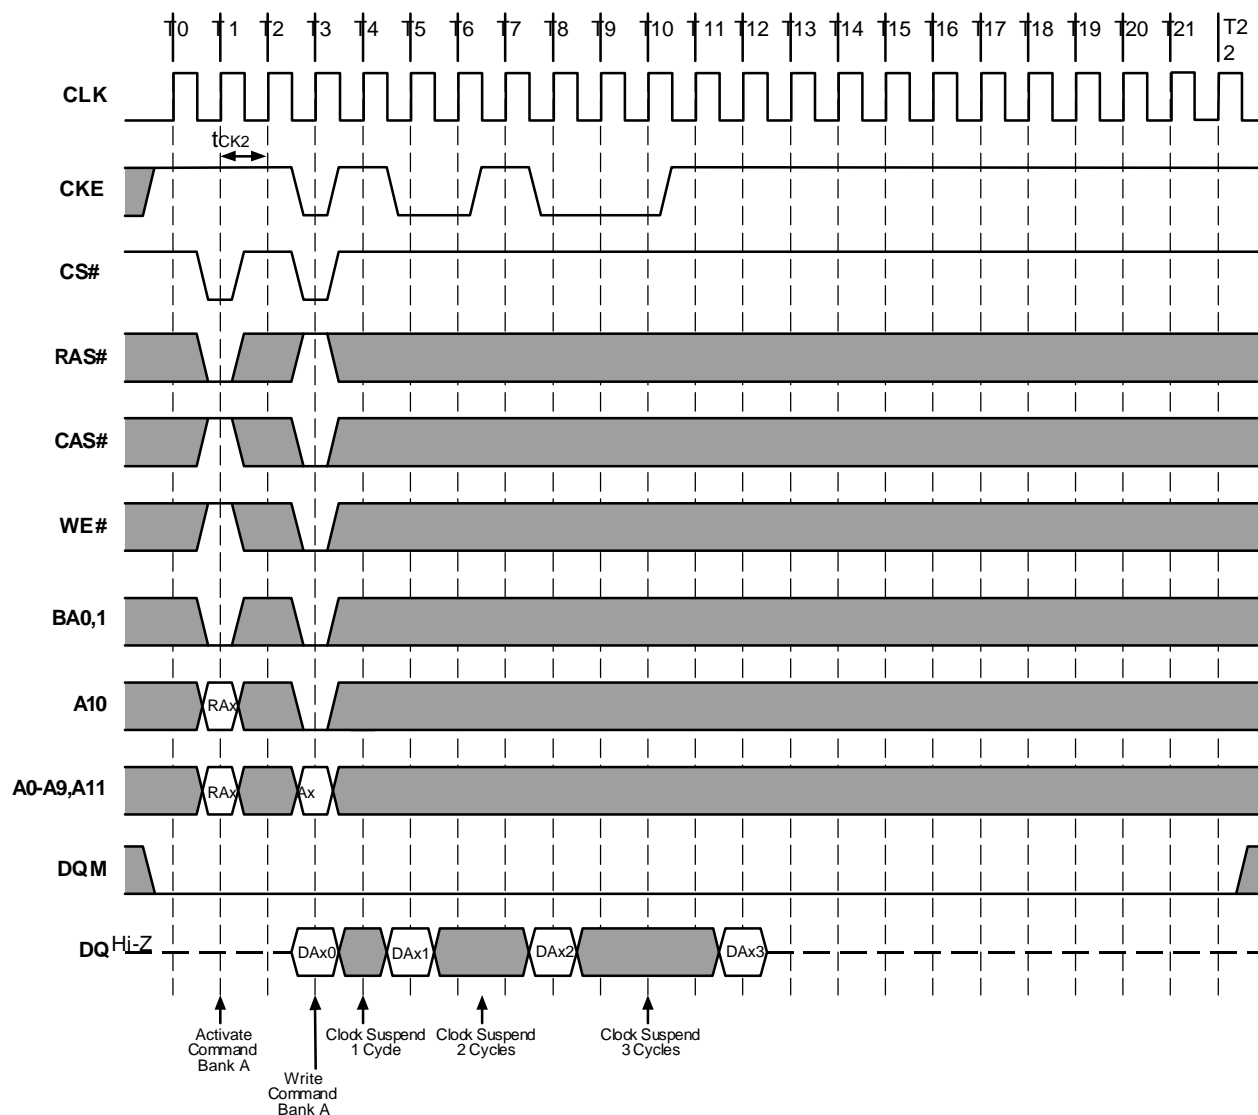 T0 T1 T2 T3 T4 T5 T6 T7 T8 T9 T10 T11 T12 T13 T14 T15 T16 T17 T18 T19 T20 T21 T2
2
CLK
tCK2
CKE
CS#
RAS#
CAS#
WE#
BA0,1
A10 RAx
A0-A9,A11 RAx Ax
DQM
DQ Hi-Z DAx0 DAx1 DAx2 DAx3
Activate
Command
Bank A
Write
Command
Bank A
Clock Suspend
1 Cycle
Clock Suspend
2 Cycles
Clock Suspend
3 Cycles